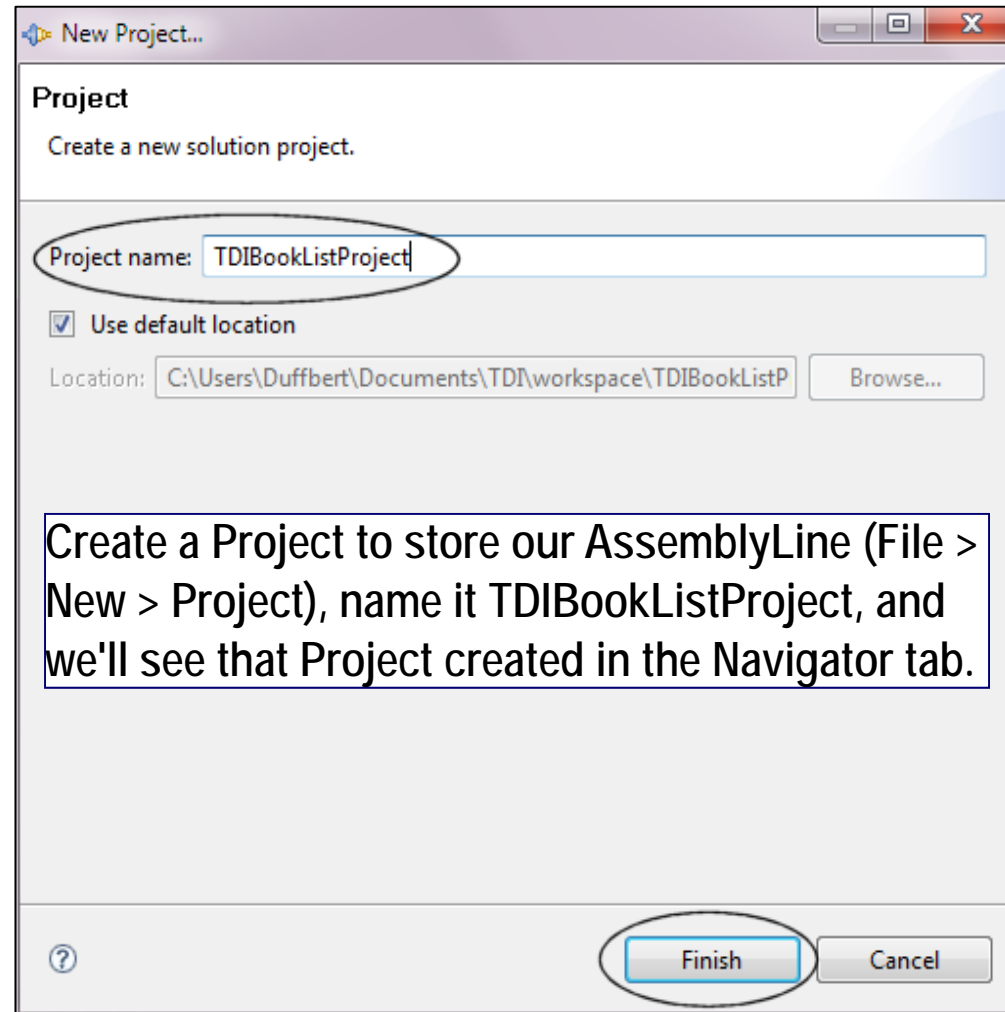 New Project...
Project
Create a new solution project.
Project name: TDIBookListProject
Use default location
Location: C:\Users\Duffbert\Documents\TDI\workspace\TDIBookListP Browse...
Create a Project to store our AssemblyLine (File >
New > Project), name it TDIBookListProject, and
we'll see that Project created in the Navigator tab.
? Finish Cancel